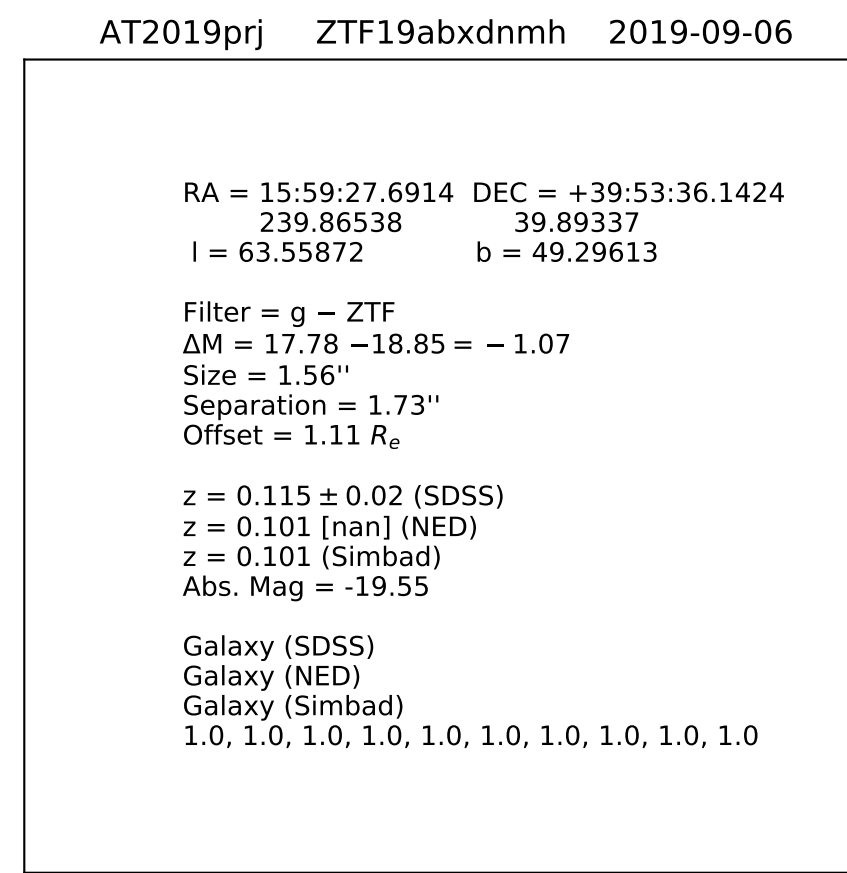 AT2019prj ZTF19abxdnmh 2019-09-06
RA = 15:59:27.6914 DEC = +39:53:36.1424
239.86538 39.89337
l = 63.55872 b = 49.29613
Filter = g − ZTF
ΔM = 17.78 −18.85 = − 1.07
Size = 1.56''
Separation = 1.73''
Offset = 1.11 Re
z = 0.115 ± 0.02 (SDSS)
z = 0.101 [nan] (NED)
z = 0.101 (Simbad)
Abs. Mag = -19.55
Galaxy (SDSS)
Galaxy (NED)
Galaxy (Simbad)
1.0, 1.0, 1.0, 1.0, 1.0, 1.0, 1.0, 1.0, 1.0, 1.0